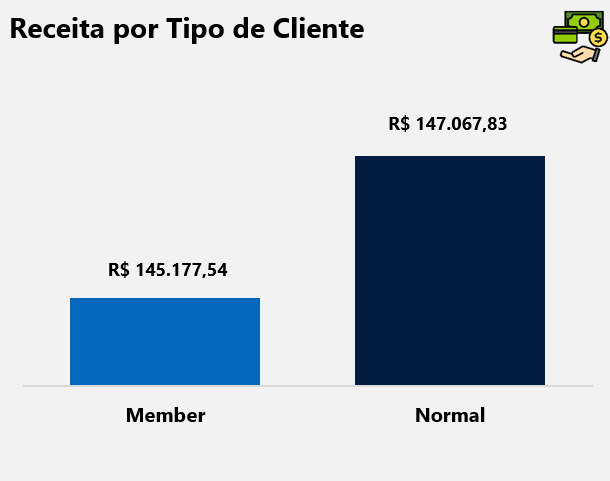 Receita por Tipo de Cliente
$
R$ 147.067,83
R$ 145.177,54
Member
Normal